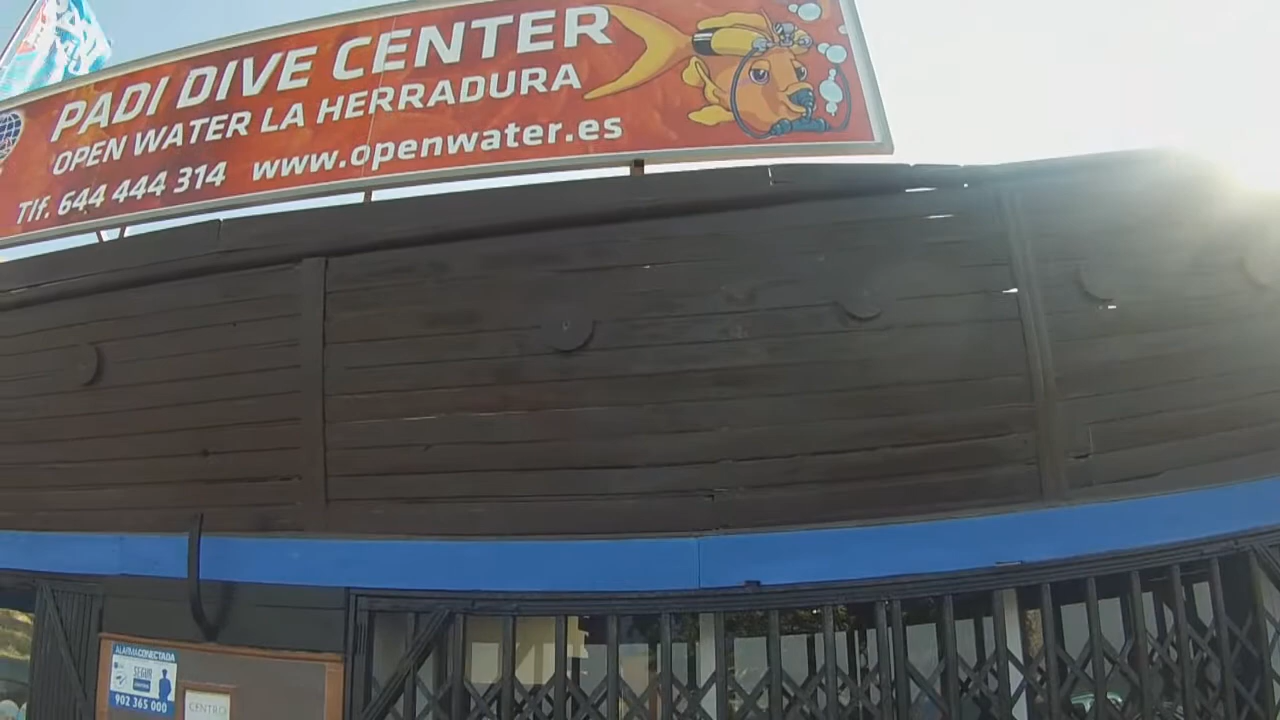 PADI DIVE CENTER
OPEN WATER LA HERRADURA
Tlf. 644 444 314 www.openwater.es
ALARMA CONECTADA
902 365 000
CENTRO